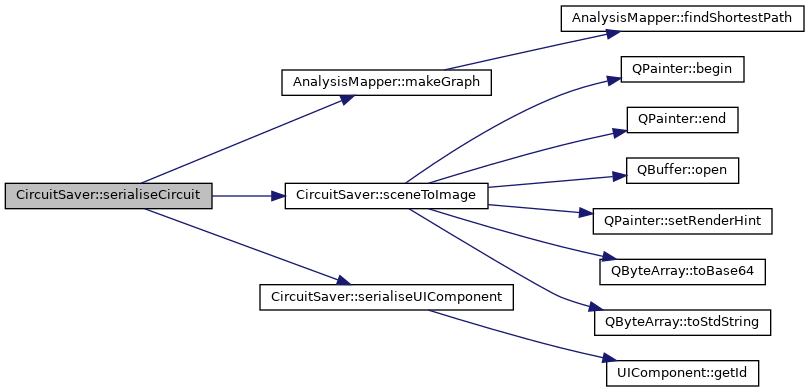 AnalysisMapper::findShortestPath
QPainter::begin
AnalysisMapper::makeGraph
QPainter::end
QBuffer::open
CircuitSaver::serialiseCircuit
CircuitSaver::sceneToImage
QPainter::setRenderHint
QByteArray::toBase64
CircuitSaver::serialiseUIComponent
QByteArray::toStdString
UIComponent::getId